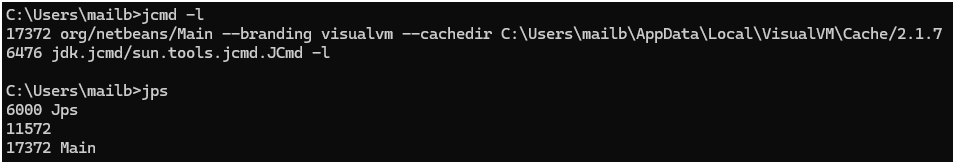 C:\Users\mailb>jcmd -l
17372 org/netbeans/Main --branding visualvm --cachedir C:\Users\mailb\AppData\Local\VisualVM\Cache/2.1.7
6476 jdk.jcmd/sun.tools.jcmd.JCmd -l
C:\Users\mailb>jps
6000 Jps
11572
17372 Main